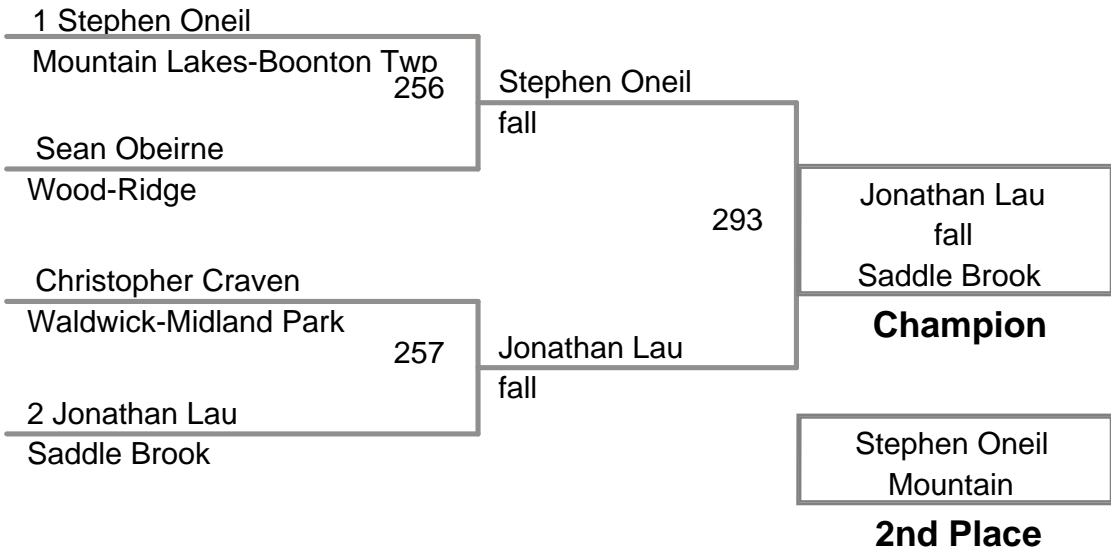 1 Stephen Oneil
Mountain Lakes-Boonton Twp
256
Sean Obeirne
Wood-Ridge
Stephen Oneil
fall
Christopher Craven
Waldwick-Midland Park
257
2 Jonathan Lau
Saddle Brook
Jonathan Lau
fall
293
Jonathan Lau
fall
Saddle Brook
Champion
Stephen Oneil
Mountain
2nd Place